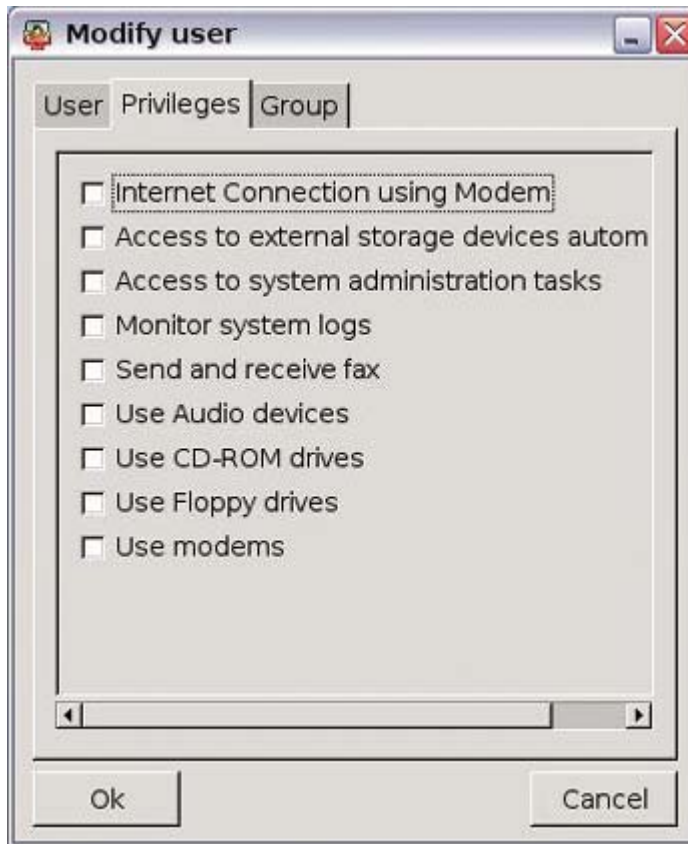 Modify user
User Privileges Group
Internet Connection using Modem
Access to external storage devices autom
Access to system administration tasks
Monitor system logs
Send and receive fax
Use Audio devices
Use CD-ROM drives
Use Floppy drives
Use modems
Ok Cancel